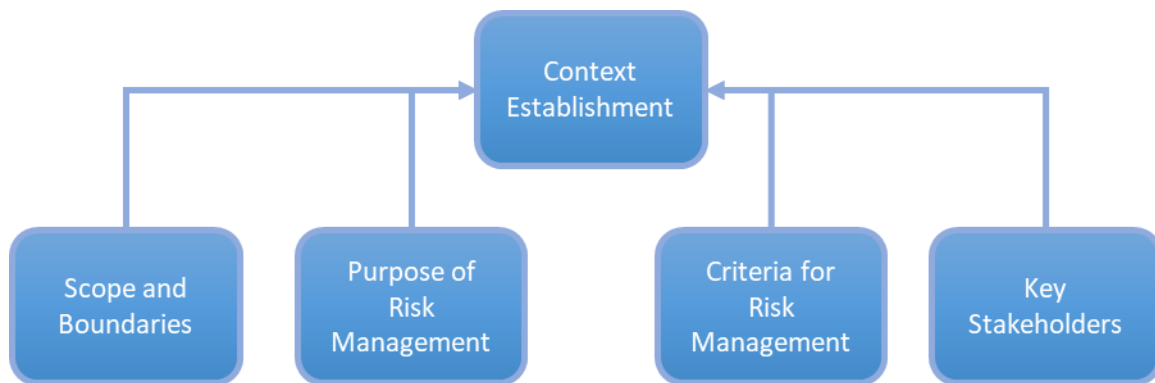 Context
Establishment
Scope and
Boundaries
Purpose of
Risk
Management
Criteria for
Risk
Management
Key
Stakeholders